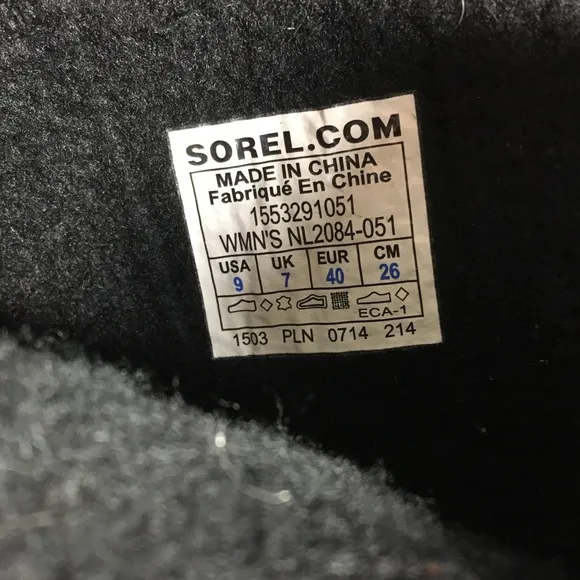 SOREL.COM
MADE IN CHINA
Fabriqué En Chine
1553291051
WMN'S NL2084-051
USA UK EUR CM
9 7 40 26
ECA-1
1503 PLN 0714 214